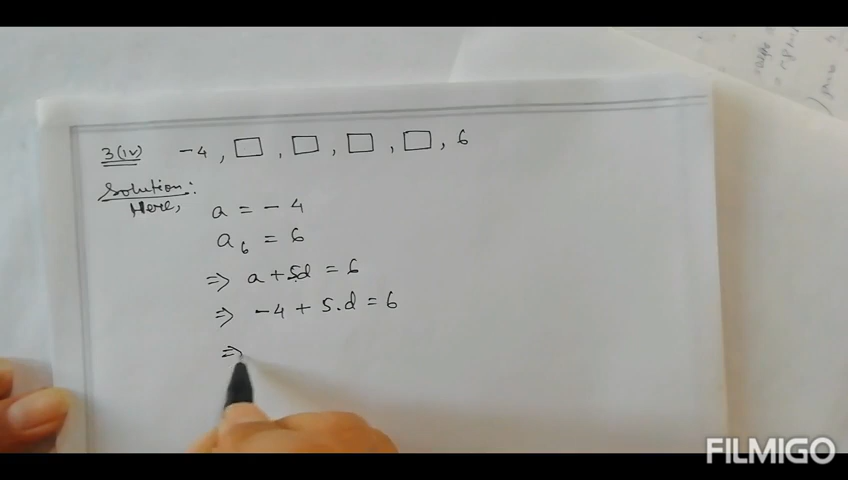 3(iv) -4, □, □, □, □, 6
Solution:
Here, a = -4
a₆ = 6
⇒ a + 5d = 6
⇒ -4 + 5.d = 6
⇒
FILMIGO